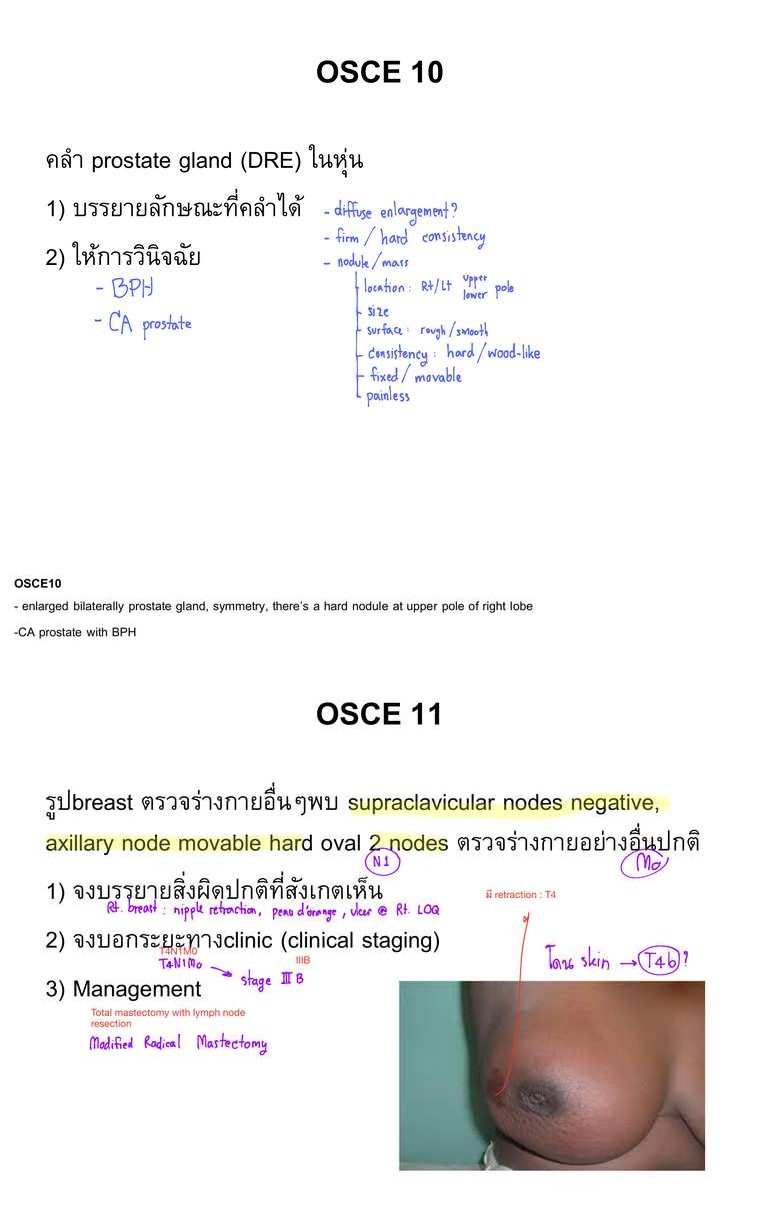 OSCE 10
คลำ prostate gland (DRE) ในหุ่น
1) บรรยายลักษณะที่คลำได้
- diffuse enlargement?
- firm / hard consistency
2) ให้การวินิจฉัย
- nodule/mass
- BPH
location : Rt/Lt upper lower pole
size
- CA prostate
surface : rough/smooth
consistency : hard/wood-like
fixed/movable
painless
OSCE10
- enlarged bilaterally prostate gland, symmetry, there's a hard nodule at upper pole of right lobe
-CA prostate with BPH
OSCE 11
รูปbreast ตรวจร่างกายอื่นๆพบ supraclavicular nodes negative,
axillary node movable hard oval 2 nodes ตรวจร่างกายอย่างอื่นปกติ
N1
M0
1) จงบรรยายสิ่งผิดปกติที่สังเกตเห็น
มี retraction : T4
Rt. breast : nipple retraction, peau d'orange, ulcer @ Rt. LOQ
2) จงบอกระยะทางclinic (clinical staging)
T4N1M0
IIIB
T4N1M0 → stage III B
โดน skin → T4b?
3) Management
Total mastectomy with lymph node
resection
Modified Radical Mastectomy